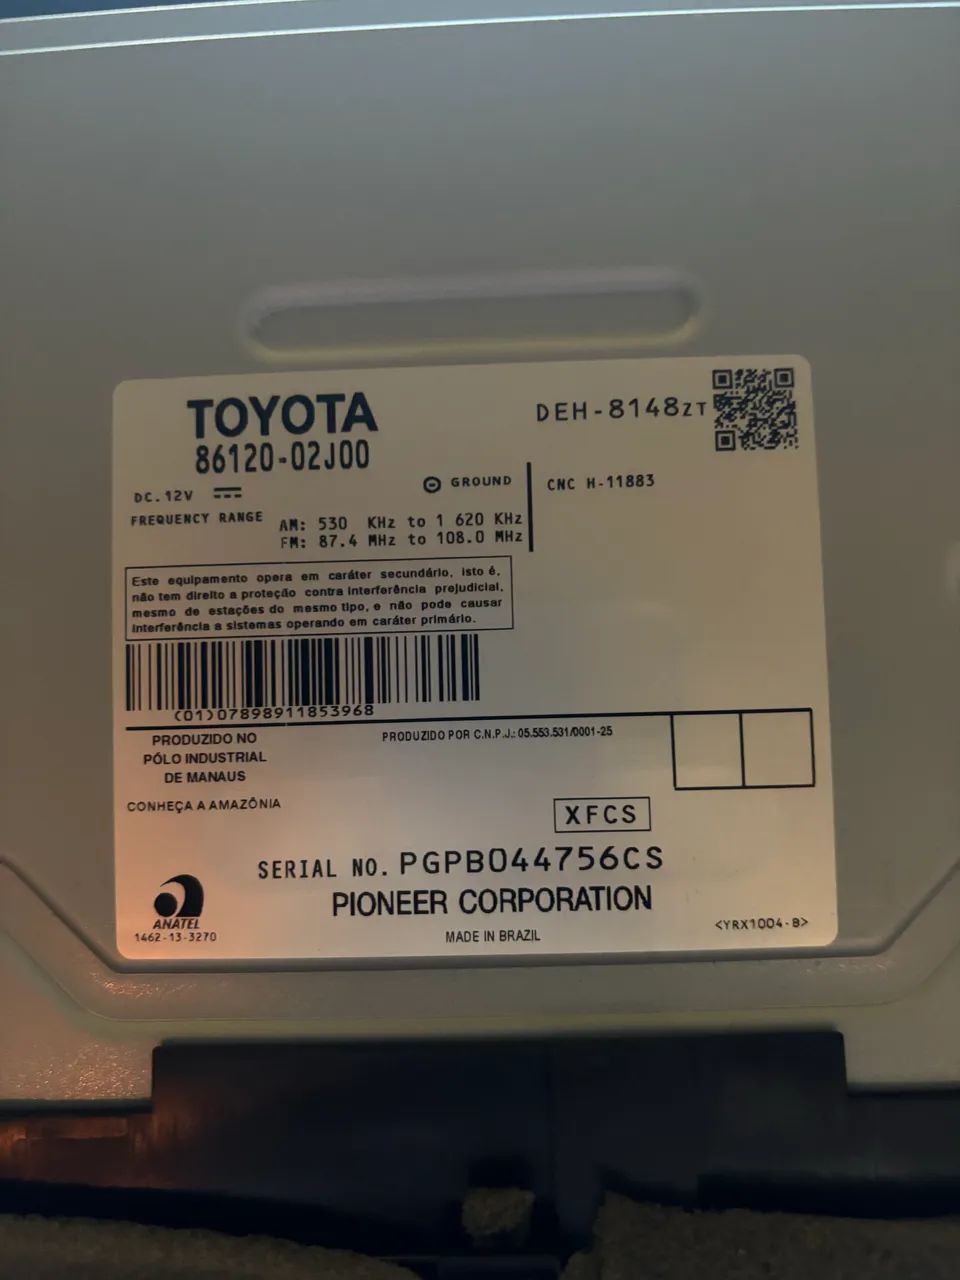 TOYOTA
86120-02J00
DEH-8148ZT
DC.12V
GROUND
CNC H-11883
FREQUENCY RANGE
AM: 530 KHz to 1 620 KHz
FM: 87.4 MHz to 108.0 MHz
Este equipamento opera em caráter secundário, isto é,
não tem direito a proteção contra interferência prejudicial,
mesmo de estações do mesmo tipo, e não pode causar
interferência a sistemas operando em caráter primário.
(01)07898911853968
PRODUZIDO NO
PÓLO INDUSTRIAL
DE MANAUS
CONHEÇA A AMAZÔNIA
PRODUZIDO POR C.N.P.J.: 05.553.531/0001-25
XFCS
SERIAL NO. PGPB044756CS
PIONEER CORPORATION
MADE IN BRAZIL
ANATEL
1462-13-3270
<YRX1004-B>